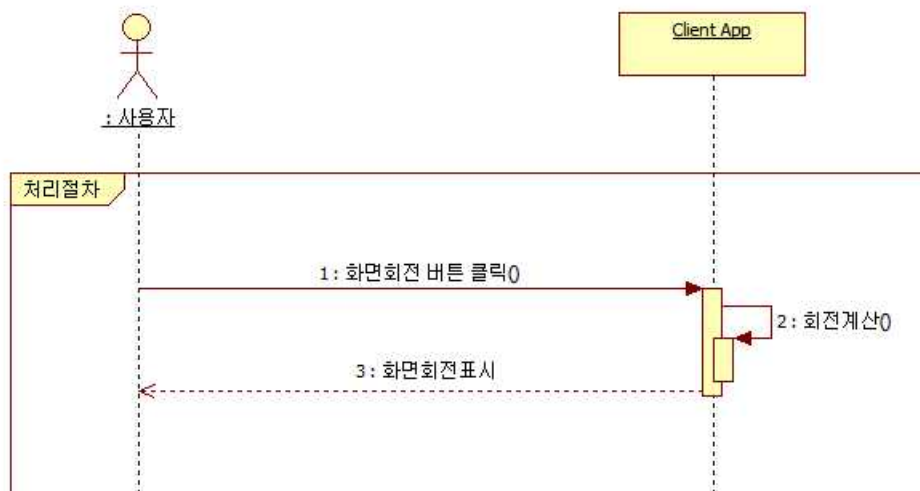 Client App
: 사용자
처리절차
1 : 화면회전 버튼 클릭()
2 : 회전계산()
3 : 화면회전표시